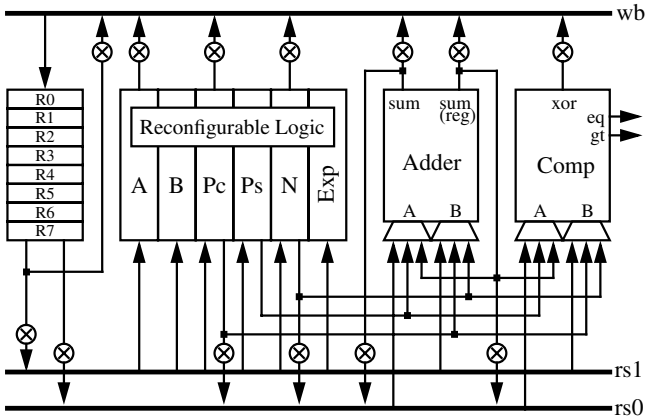 wb
R0
R1
R2
R3
R4
R5
R6
R7
Reconfigurable Logic
A B Pc Ps N Exp
sum sum (reg)
Adder
A B
xor
eq
gt
Comp
A B
rs1
rs0